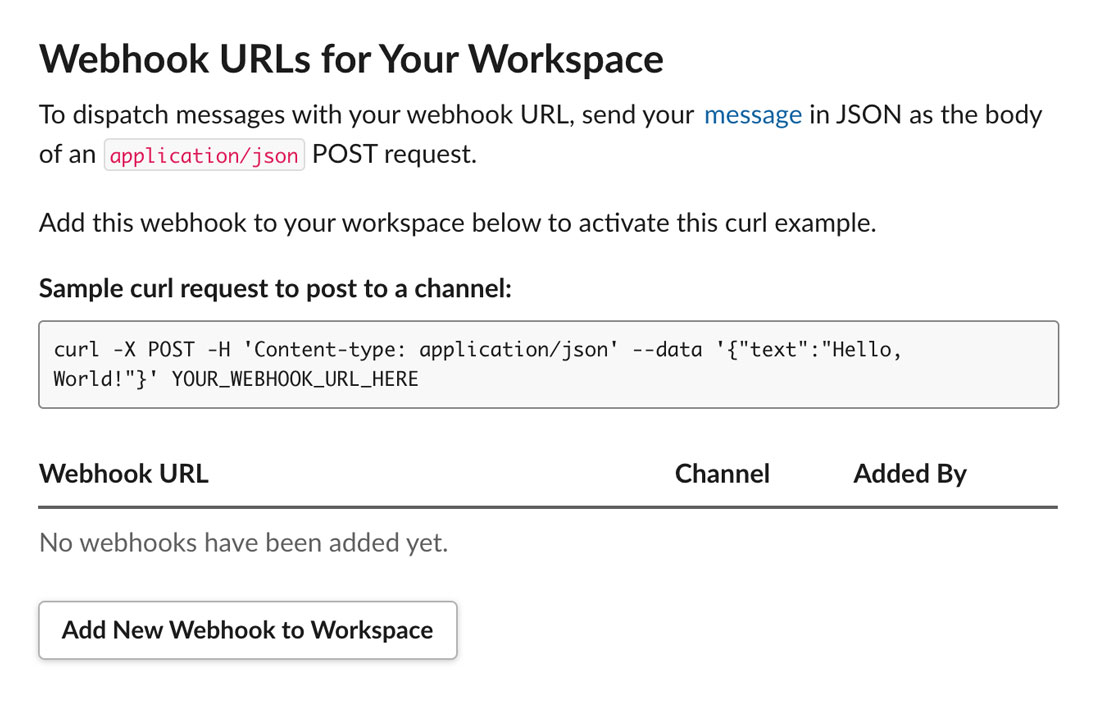 Webhook URLs for Your Workspace
To dispatch messages with your webhook URL, send your message in JSON as the body
of an application/json POST request.
Add this webhook to your workspace below to activate this curl example.
Sample curl request to post to a channel:
curl -X POST -H 'Content-type: application/json' --data '{"text":"Hello,
World!"}' YOUR_WEBHOOK_URL_HERE
Webhook URL Channel Added By
No webhooks have been added yet.
Add New Webhook to Workspace